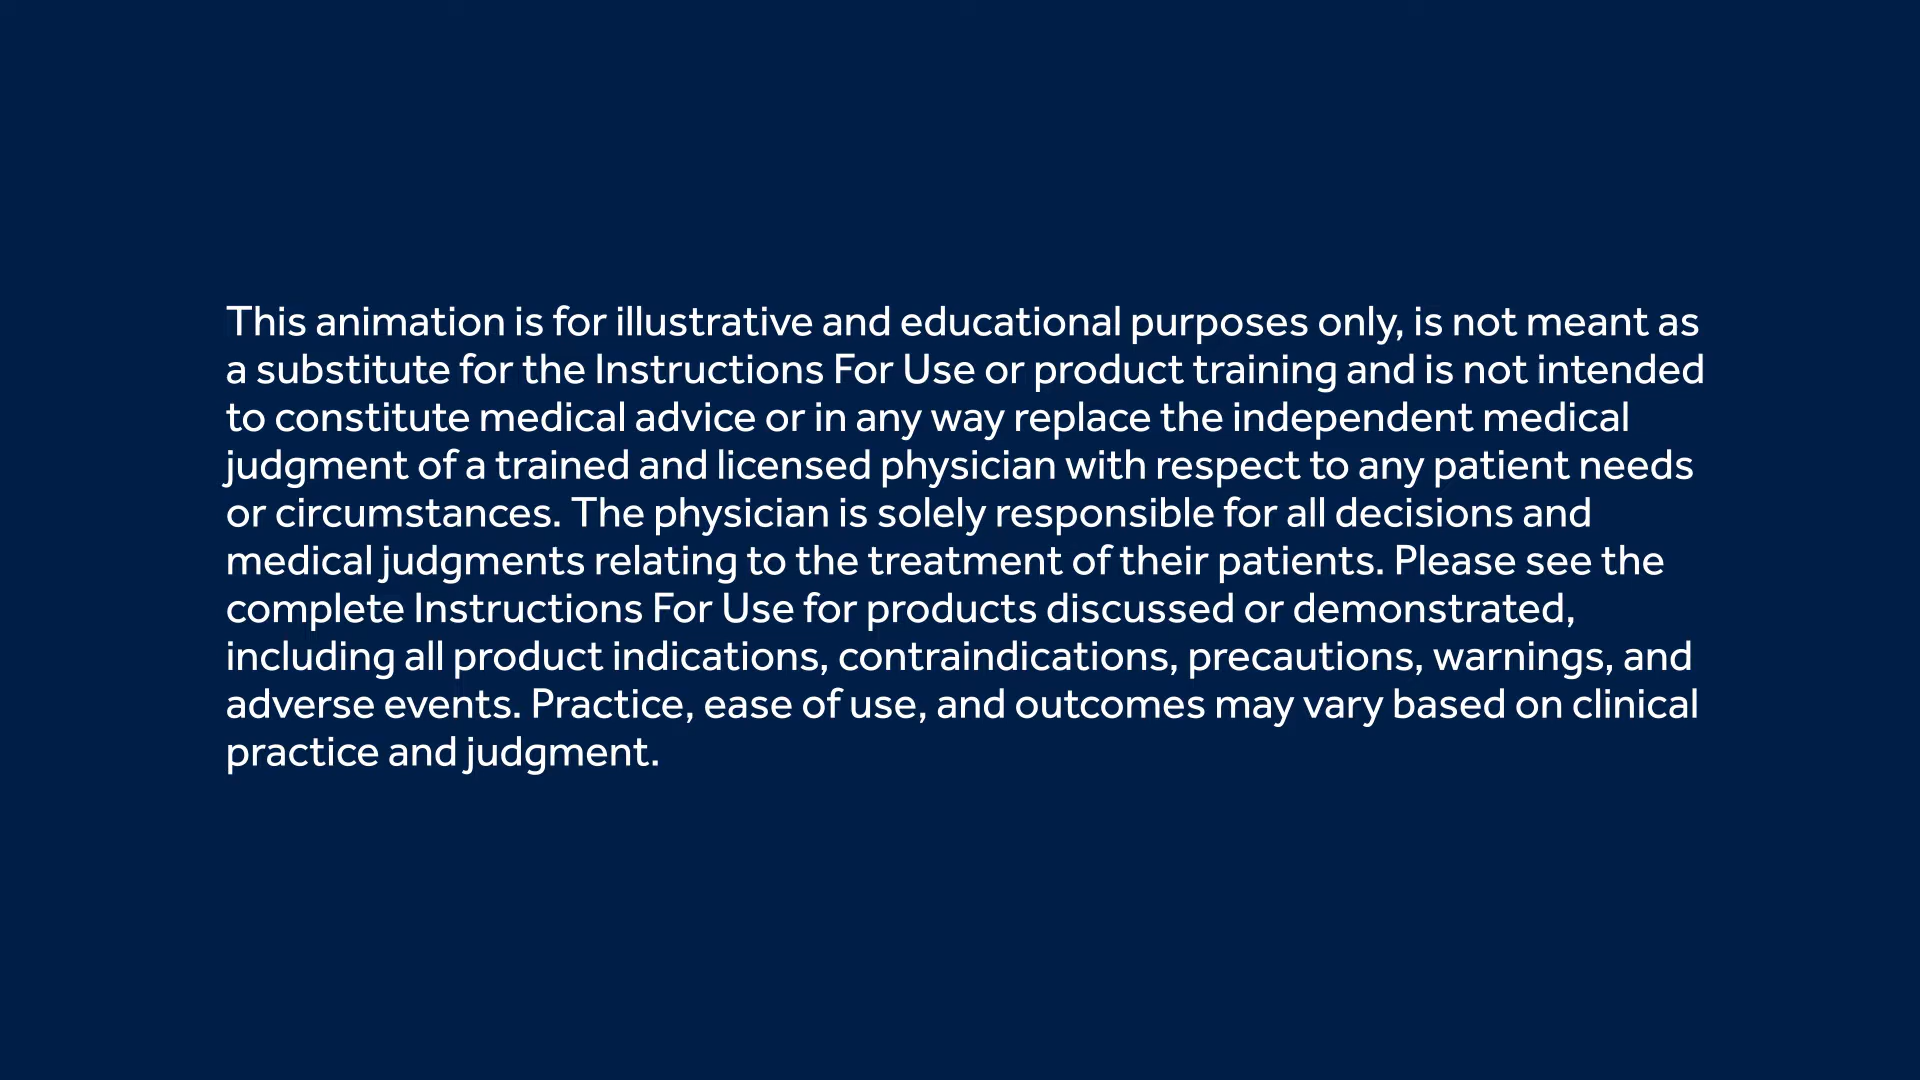 This animation is for illustrative and educational purposes only, is not meant as
a substitute for the Instructions For Use or product training and is not intended
to constitute medical advice or in any way replace the independent medical
judgment of a trained and licensed physician with respect to any patient needs
or circumstances. The physician is solely responsible for all decisions and
medical judgments relating to the treatment of their patients. Please see the
complete Instructions For Use for products discussed or demonstrated,
including all product indications, contraindications, precautions, warnings, and
adverse events. Practice, ease of use, and outcomes may vary based on clinical
practice and judgment.